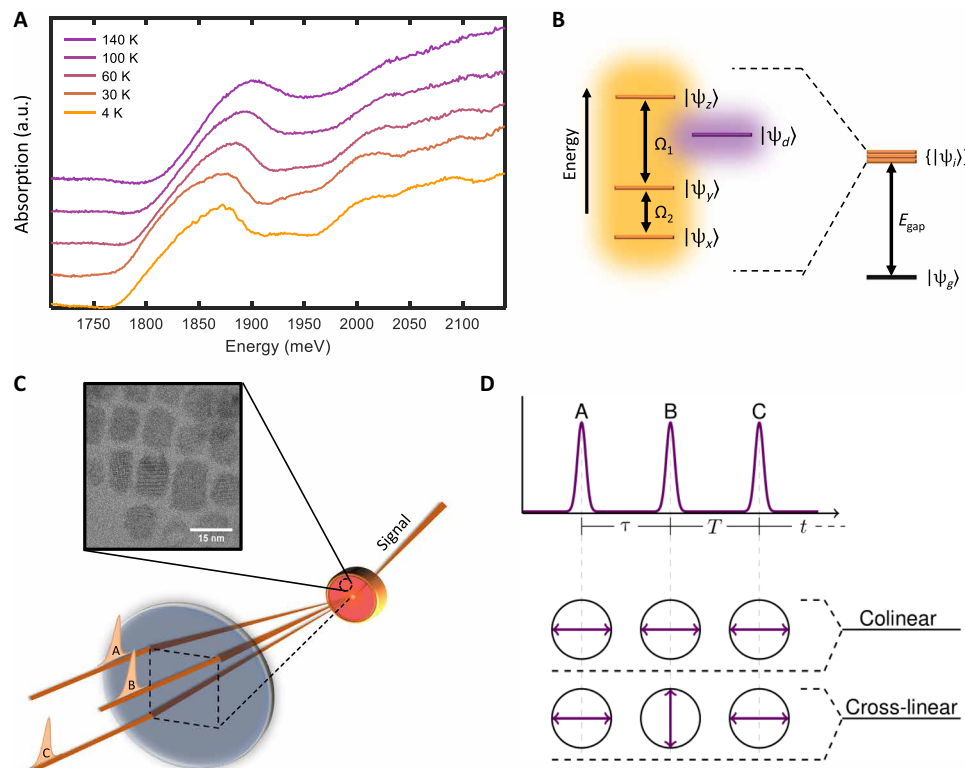 A
140 K
100 K
60 K
30 K
4 K
Absorption (a.u.)
1750 1800 1850 1900 1950 2000 2050 2100
Energy (meV)
B
Energy
|ψz⟩
Ω1
|ψd⟩
|ψy⟩
Ω2
|ψx⟩
{|ψi⟩}
Egap
|ψg⟩
C
15 nm
Signal
A
B
C
D
A B C
τ T t
Colinear
Cross-linear